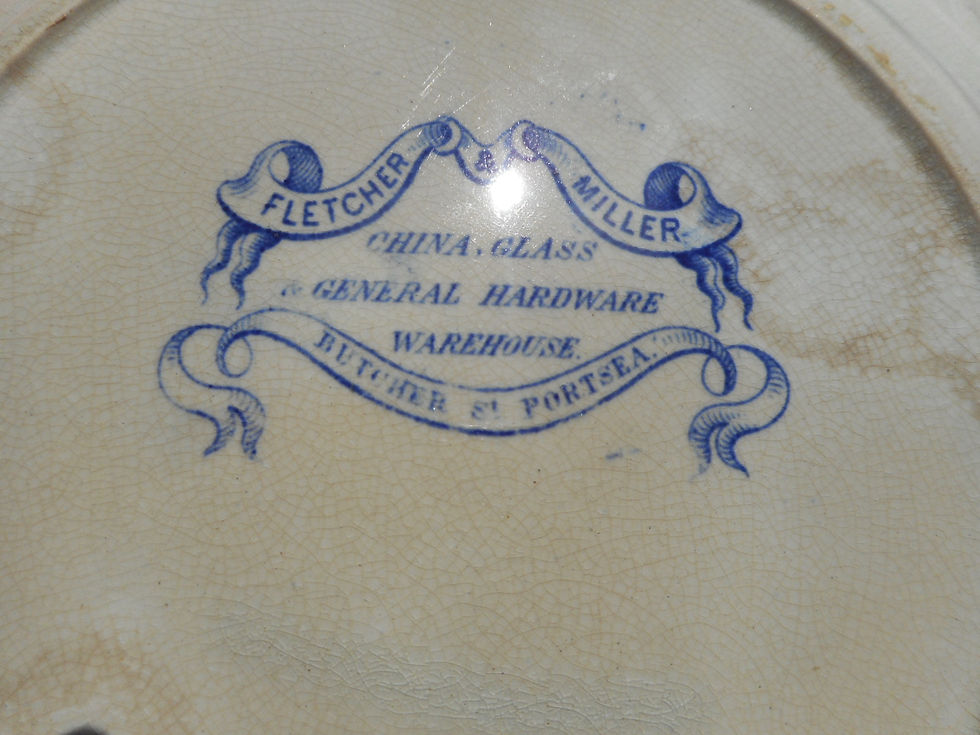 FLETCHER & MILLER
CHINA, GLASS
& GENERAL HARDWARE
WAREHOUSE.
BUTCHER St PORTSEA.